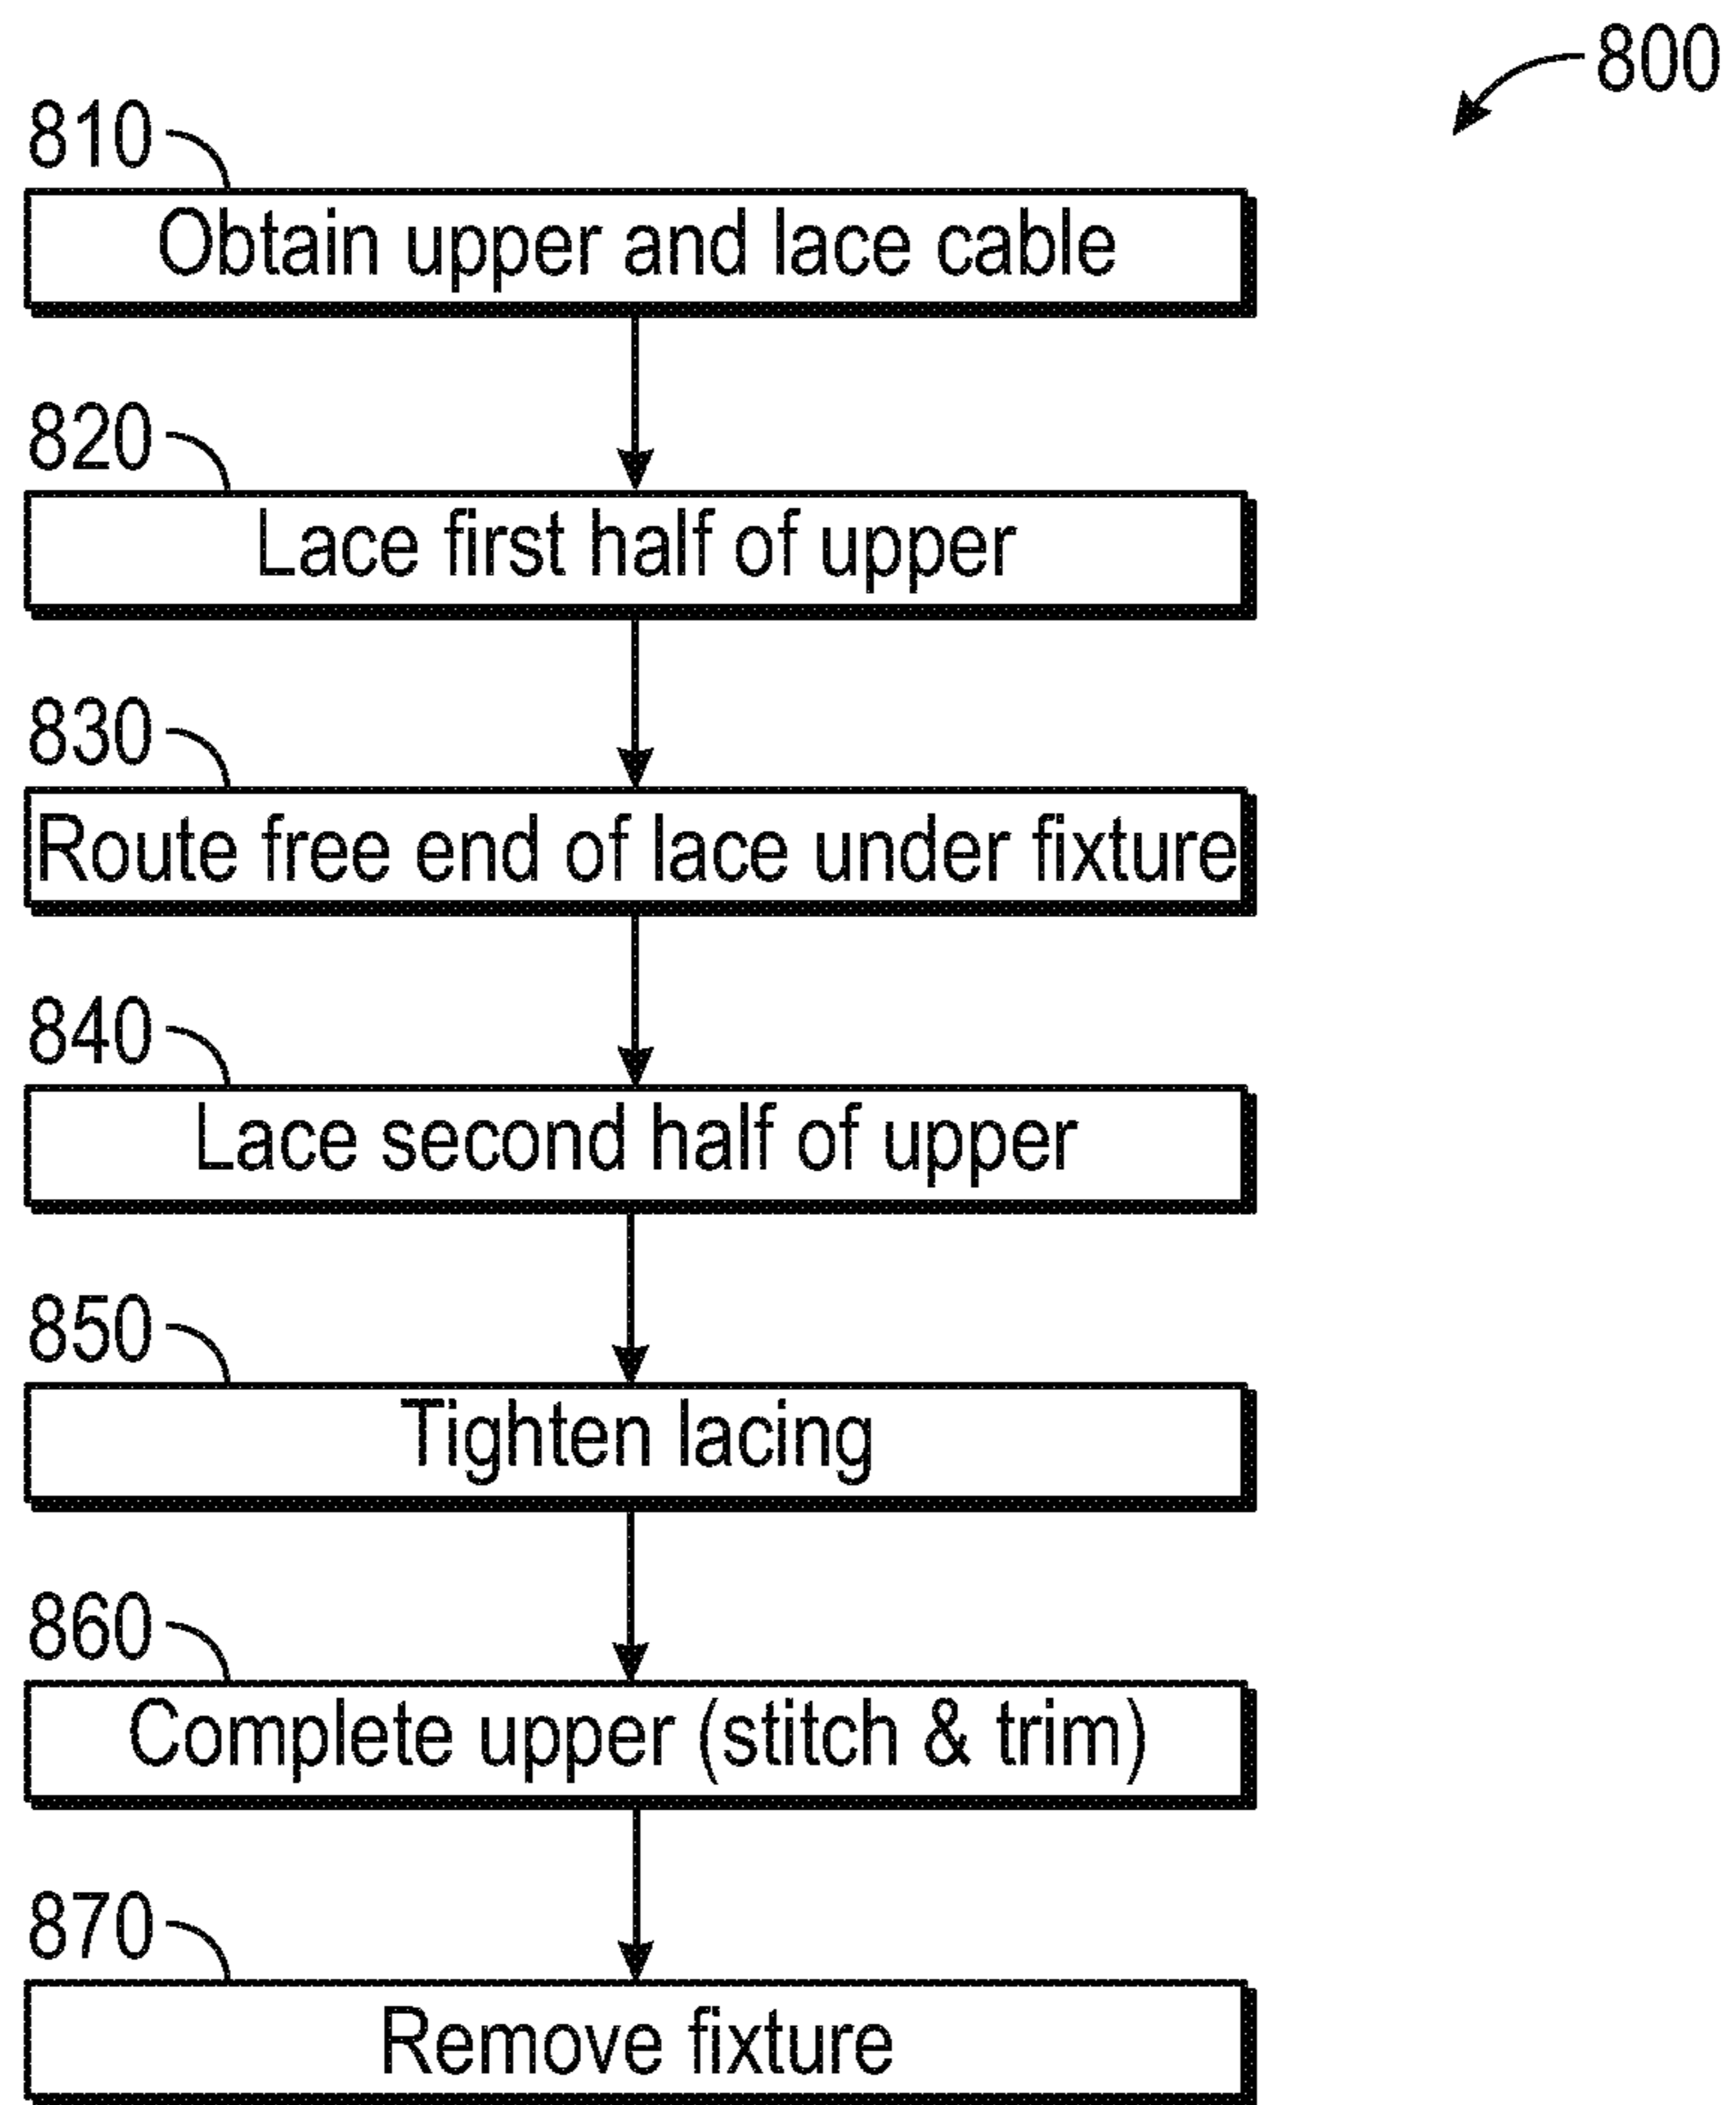 800
810
Obtain upper and lace cable
820
Lace first half of upper
830
Route free end of lace under fixture
840
Lace second half of upper
850
Tighten lacing
860
Complete upper (stitch & trim)
870
Remove fixture